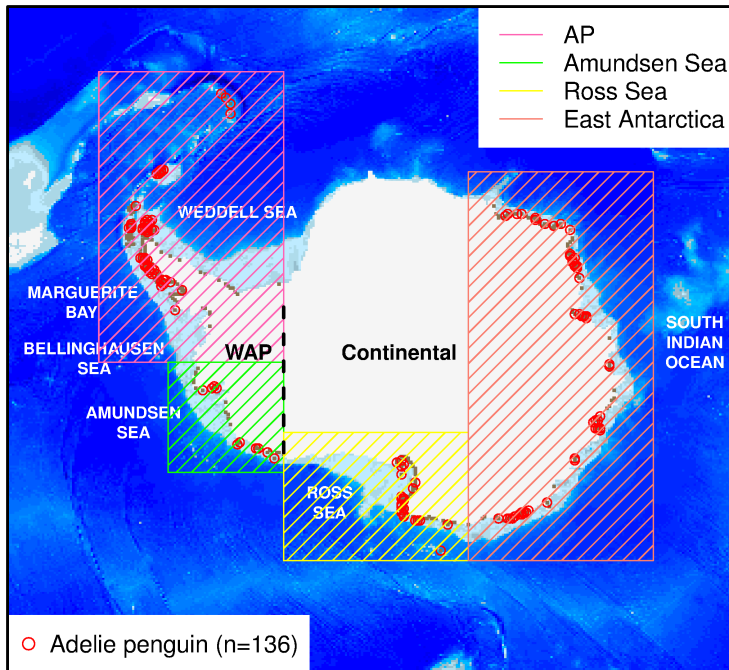 AP
Amundsen Sea
Ross Sea
East Antarctica
WEDDELL SEA
MARGUERITE
BAY
BELLINGHAUSEN
SEA
WAP
Continental
SOUTH
INDIAN
OCEAN
AMUNDSEN
SEA
ROSS
SEA
Adelie penguin (n=136)